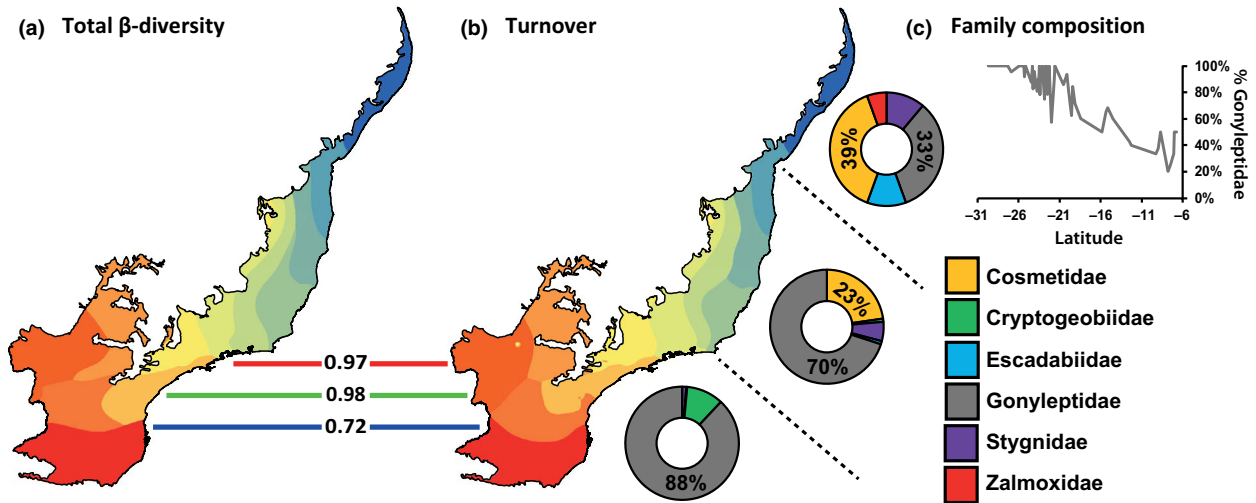 (a) Total β-diversity
(b) Turnover
(c) Family composition
100%
80%
60%
40%
20%
0%
% Gonyleptidae
−31 −26 −21 −16 −11 −6
Latitude
39%
33%
23%
70%
88%
0.97
0.98
0.72
Cosmetidae
Cryptogeobiidae
Escadabiidae
Gonyleptidae
Stygnidae
Zalmoxidae